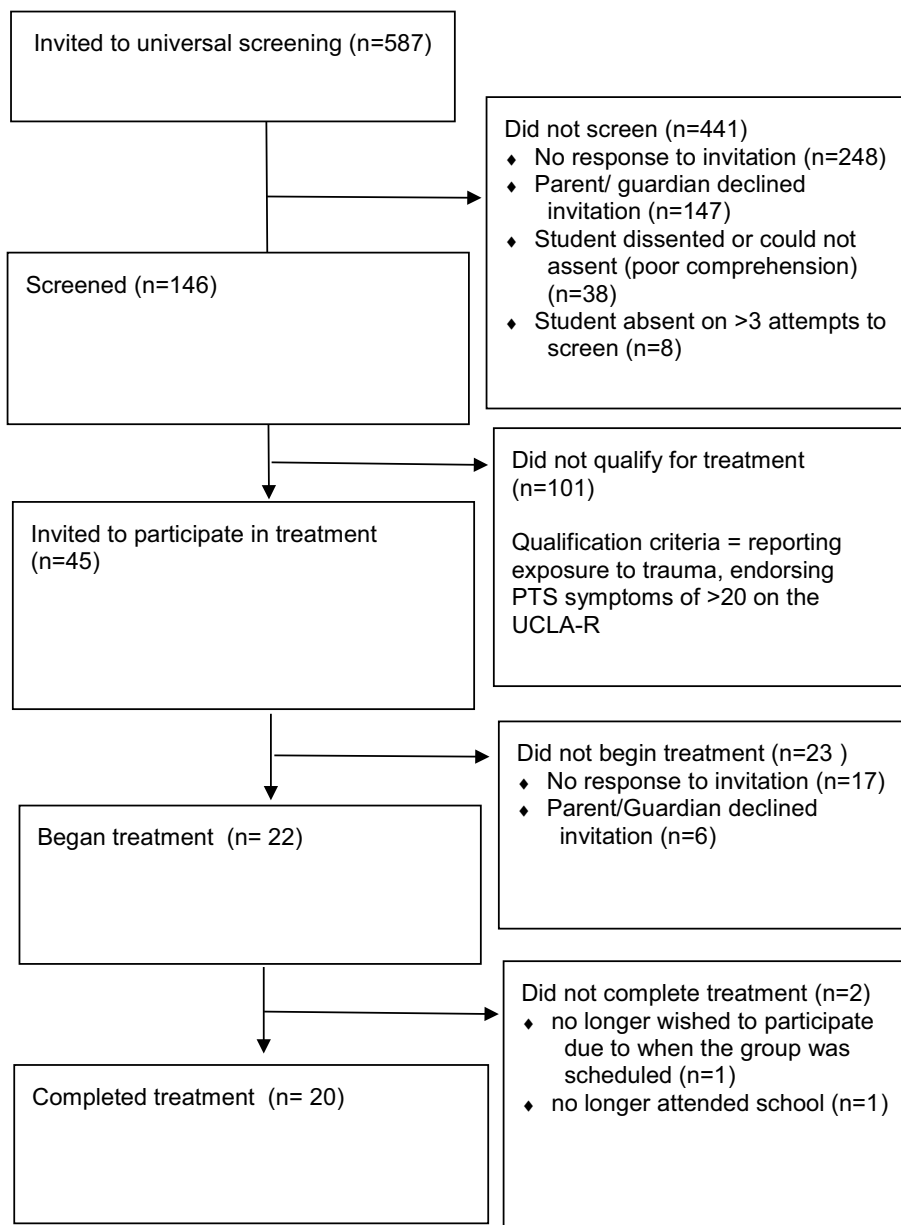 Invited to universal screening (n=587)
Did not screen (n=441)
♦ No response to invitation (n=248)
♦ Parent/ guardian declined
invitation (n=147)
♦ Student dissented or could not
assent (poor comprehension)
(n=38)
♦ Student absent on >3 attempts to
screen (n=8)
Screened (n=146)
Did not qualify for treatment
(n=101)
Qualification criteria = reporting
exposure to trauma, endorsing
PTS symptoms of >20 on the
UCLA-R
Invited to participate in treatment
(n=45)
Did not begin treatment (n=23 )
♦ No response to invitation (n=17)
♦ Parent/Guardian declined
invitation (n=6)
Began treatment  (n= 22)
Did not complete treatment (n=2)
♦ no longer wished to participate
due to when the group was
scheduled (n=1)
♦ no longer attended school (n=1)
Completed treatment  (n= 20)